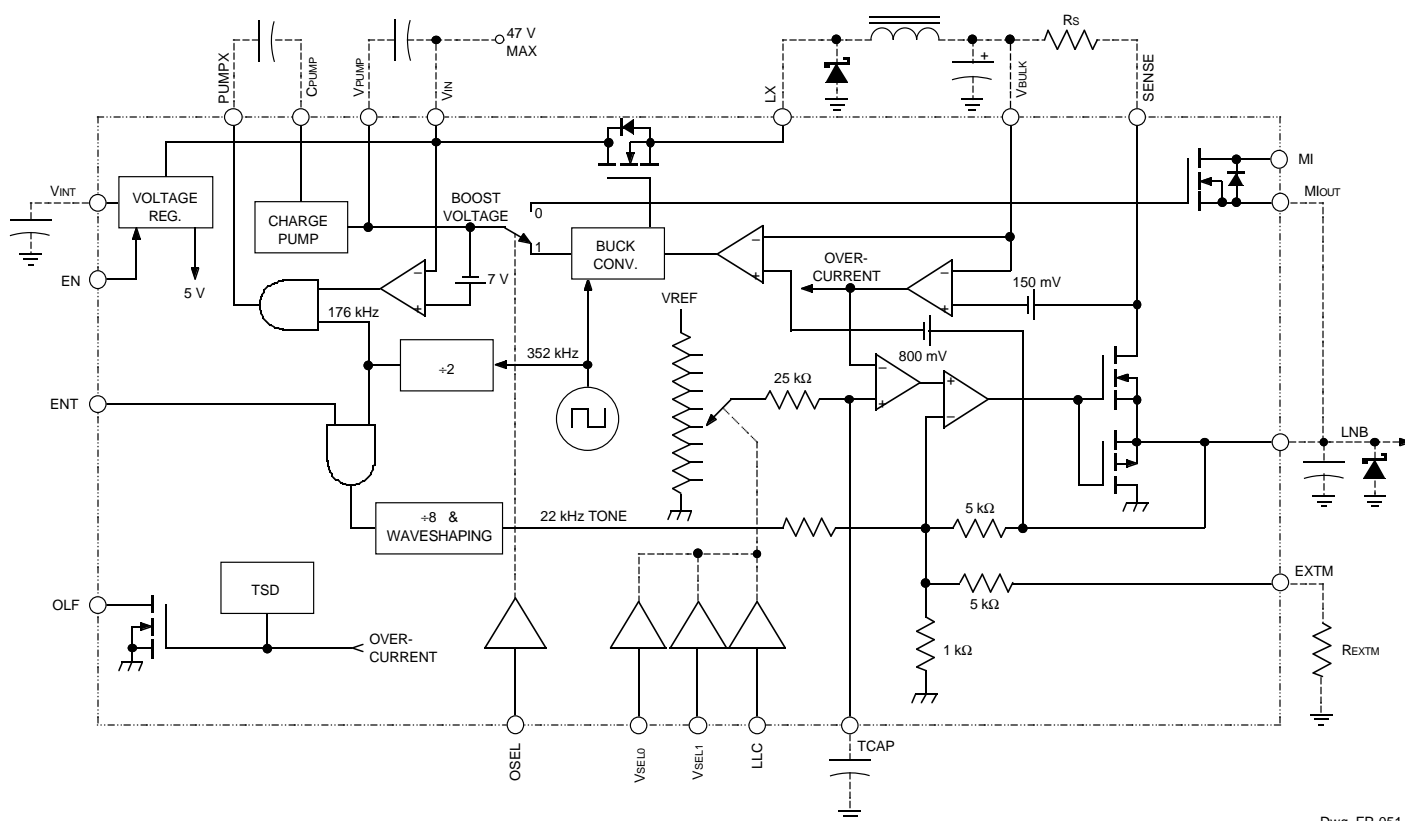 47 V
MAX
RS
PUMPX
CPUMP
VPUMP
VIN
LX
VBULK
SENSE
MI
MIOUT
VINT
VOLTAGE
REG.
CHARGE
PUMP
BOOST
VOLTAGE
0
1
BUCK
CONV.
OVER-
CURRENT
−
+
−
+
−
+
7 V
150 mV
EN
5 V
176 kHz
VREF
800 mV
÷2
352 kHz
25 kΩ
−
+
+
−
ENT
LNB
÷8 &
WAVESHAPING
22 kHz TONE
5 kΩ
EXTM
TSD
5 kΩ
OLF
OVER-
CURRENT
1 kΩ
REXTM
OSEL
VSEL0
VSEL1
LLC
TCAP
+